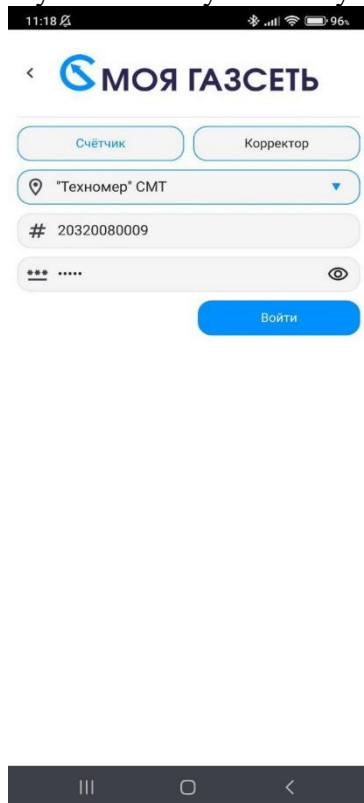 11:18 96%
МОЯ ГАЗСЕТЬ
Счётчик Корректор
"Техномер" СМТ
# 20320080009
*** •••••
Войти